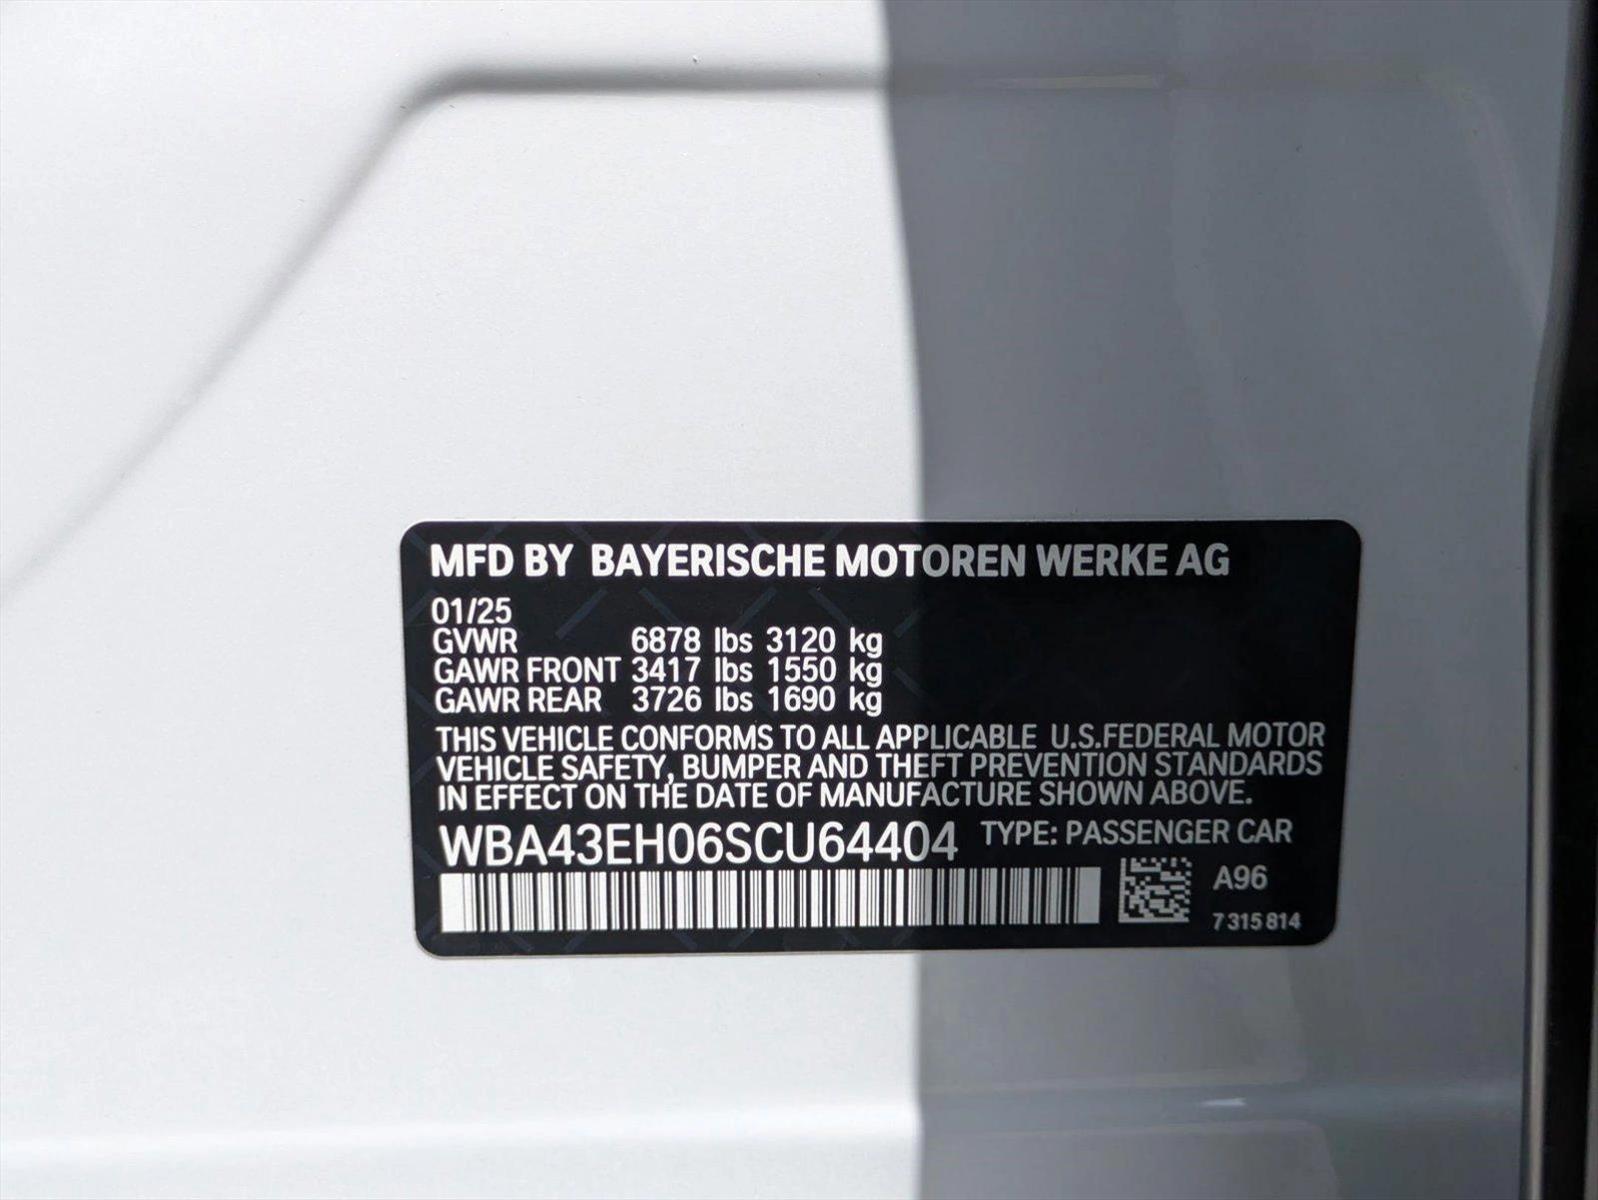 MFD BY BAYERISCHE MOTOREN WERKE AG
01/25
GVWR 6878 lbs 3120 kg
GAWR FRONT 3417 lbs 1550 kg
GAWR REAR 3726 lbs 1690 kg
THIS VEHICLE CONFORMS TO ALL APPLICABLE U.S.FEDERAL MOTOR
VEHICLE SAFETY, BUMPER AND THEFT PREVENTION STANDARDS
IN EFFECT ON THE DATE OF MANUFACTURE SHOWN ABOVE.
WBA43EH06SCU64404 TYPE: PASSENGER CAR
A96
7 315 814